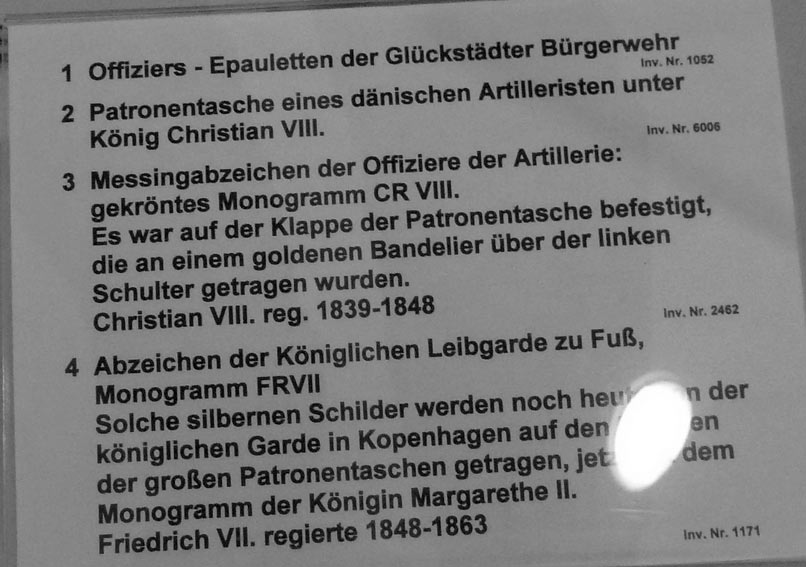 1 Offiziers - Epauletten der Glückstädter Bürgerwehr
Inv. Nr. 1052
2 Patronentasche eines dänischen Artilleristen unter
König Christian VIII.
Inv. Nr. 6006
3 Messingabzeichen der Offiziere der Artillerie:
gekröntes Monogramm CR VIII.
Es war auf der Klappe der Patronentasche befestigt,
die an einem goldenen Bandelier über der linken
Schulter getragen wurden.
Christian VIII. reg. 1839-1848
Inv. Nr. 2462
4 Abzeichen der Königlichen Leibgarde zu Fuß,
Monogramm FRVII
Solche silbernen Schilder werden noch der
königlichen Garde in Kopenhagen auf den
der großen Patronentaschen getragen, dem
Monogramm der Königin Margarethe II.
Friedrich VII. regierte 1848-1863
Inv. Nr. 1171